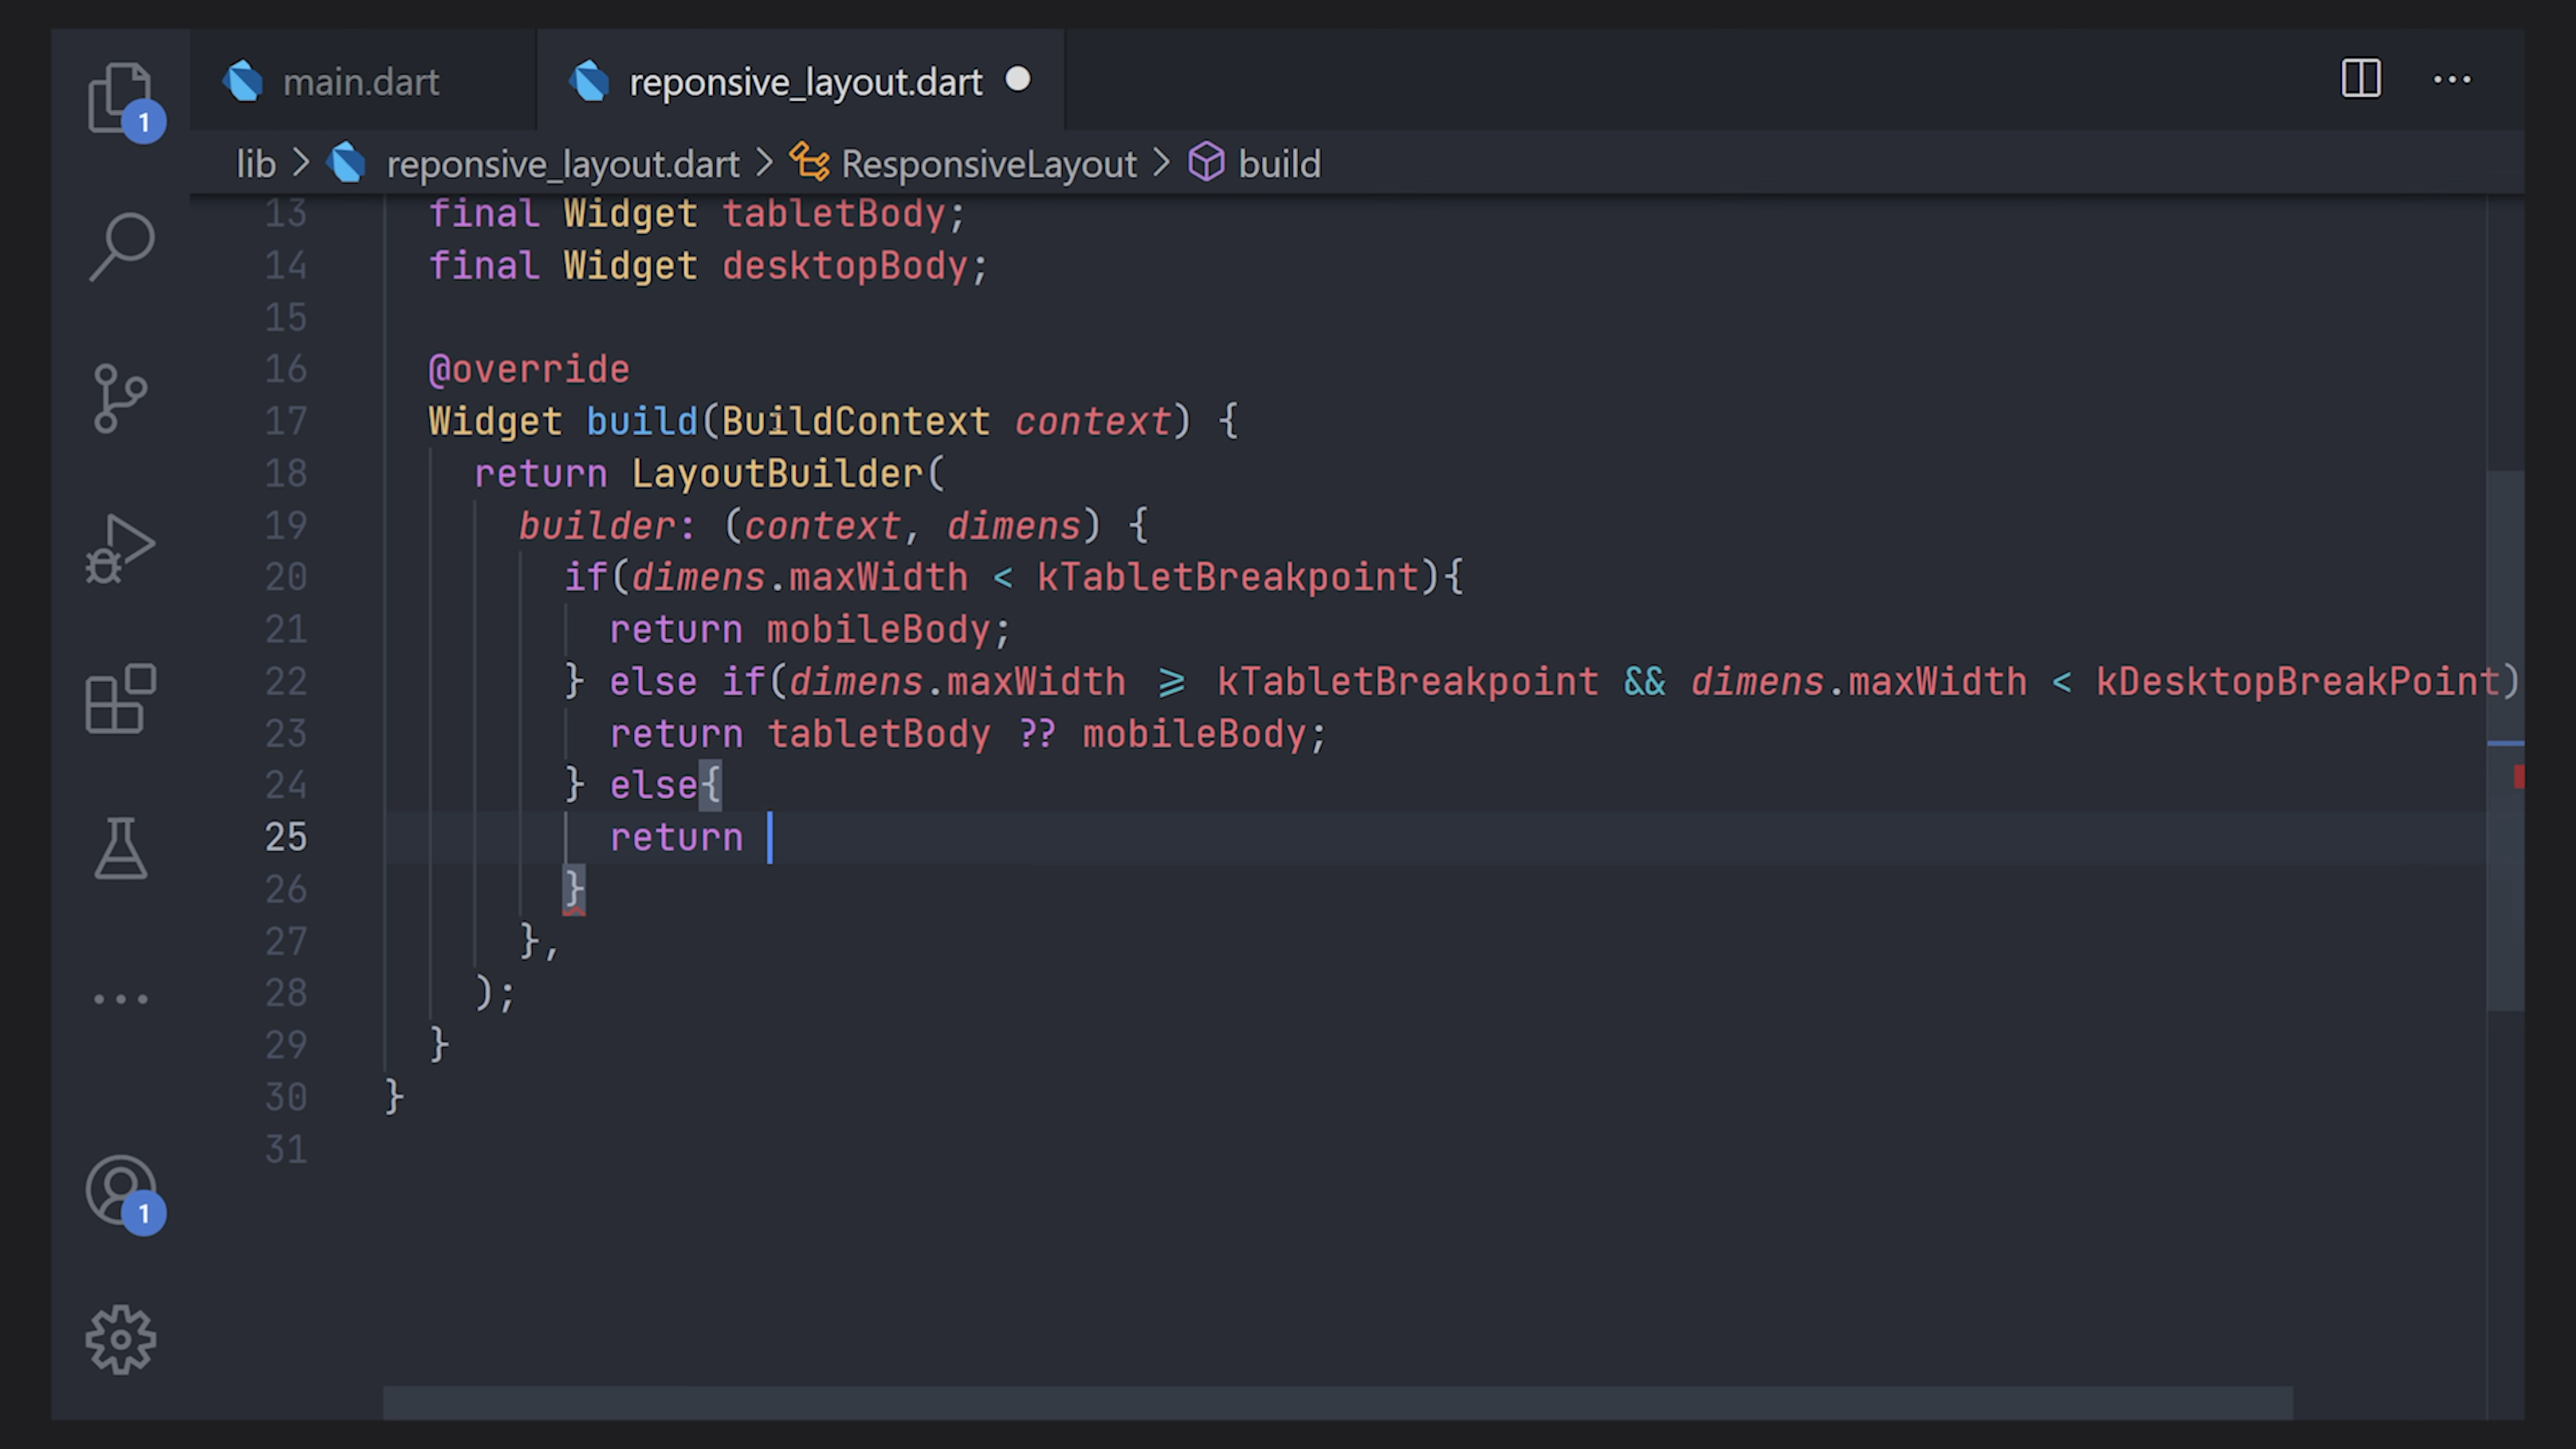 main.dart
reponsive_layout.dart
lib > reponsive_layout.dart > ResponsiveLayout > build
1
13 final Widget tabletBody;
14 final Widget desktopBody;
15
16 @override
17 Widget build(BuildContext context) {
18 return LayoutBuilder(
19 builder: (context, dimens) {
20 if(dimens.maxWidth < kTabletBreakpoint){
21 return mobileBody;
22 } else if(dimens.maxWidth >= kTabletBreakpoint && dimens.maxWidth < kDesktopBreakPoint)
23 return tabletBody ?? mobileBody;
24 } else{
25 return
26 }
27 },
28 );
29 }
30 }
31
1